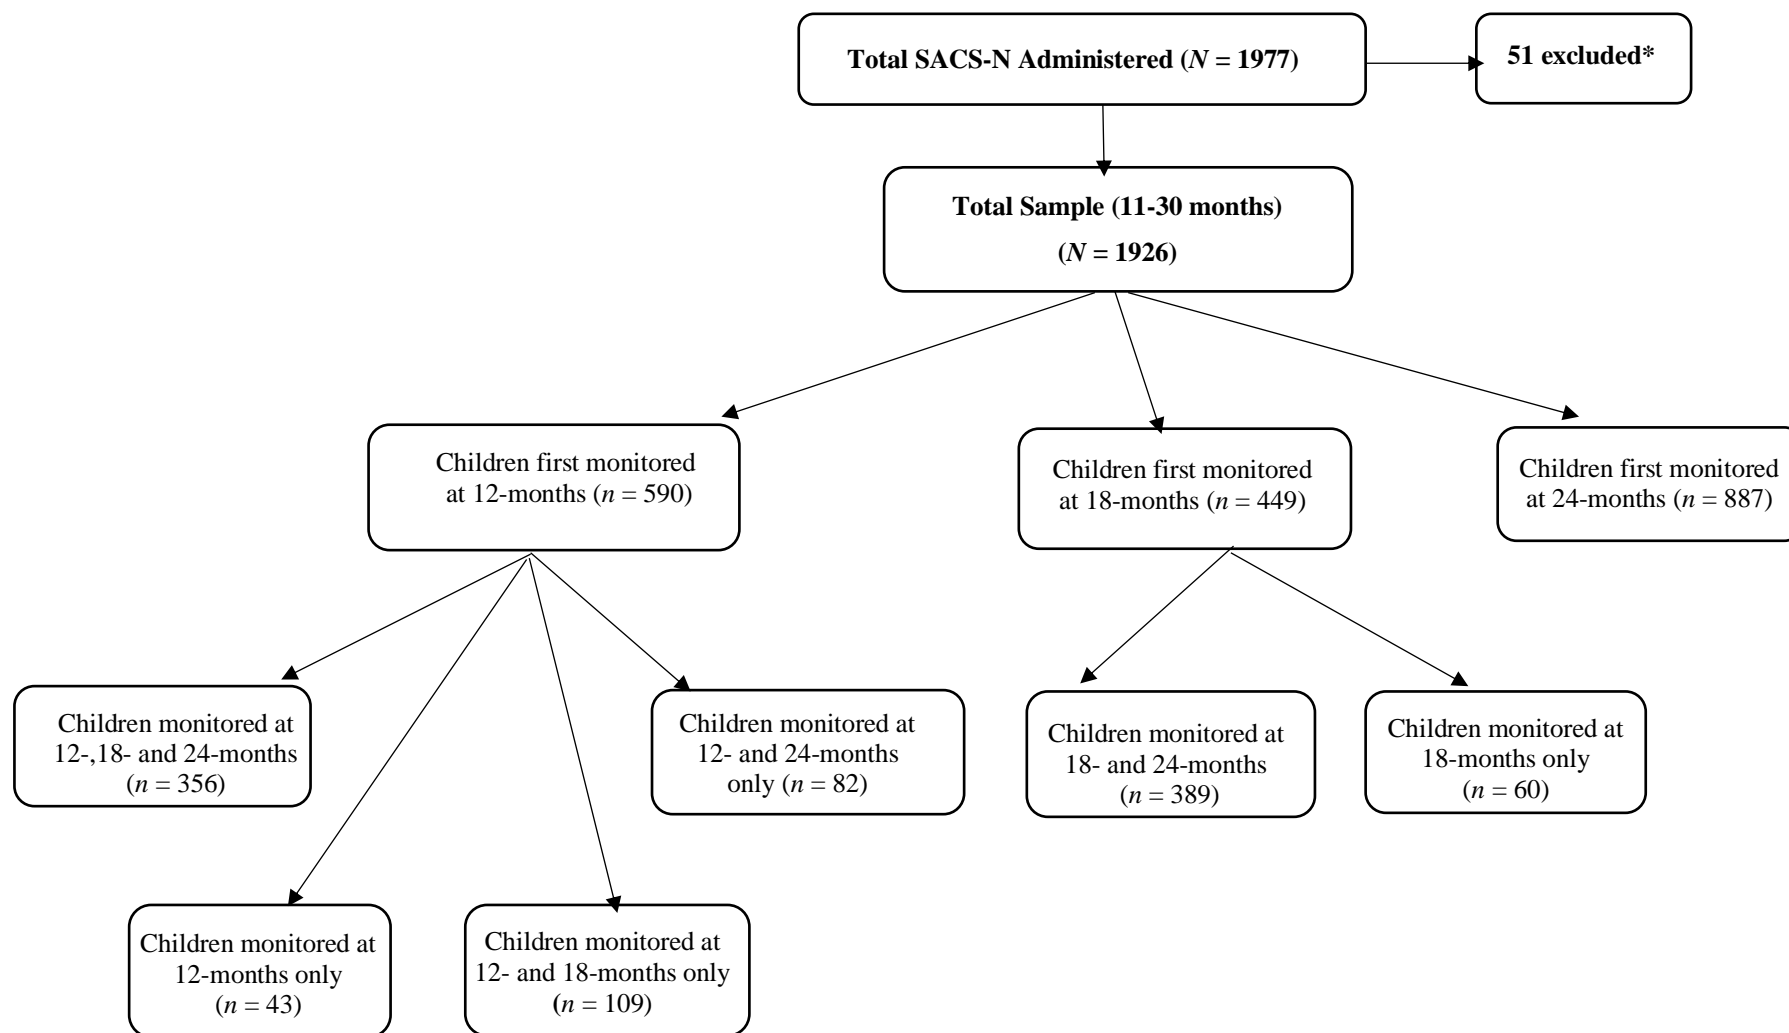 Total SACS-N Administered (N = 1977)
51 excluded*
Total Sample (11-30 months)
(N = 1926)
Children first monitored
at 12-months (n = 590)
Children first monitored
at 18-months (n = 449)
Children first monitored
at 24-months (n = 887)
Children monitored at
12-,18- and 24-months
(n = 356)
Children monitored at
12- and 24-months
only (n = 82)
Children monitored at
18- and 24-months
(n = 389)
Children monitored at
18-months only
(n = 60)
Children monitored at
12-months only
(n = 43)
Children monitored at
12- and 18-months only
(n = 109)